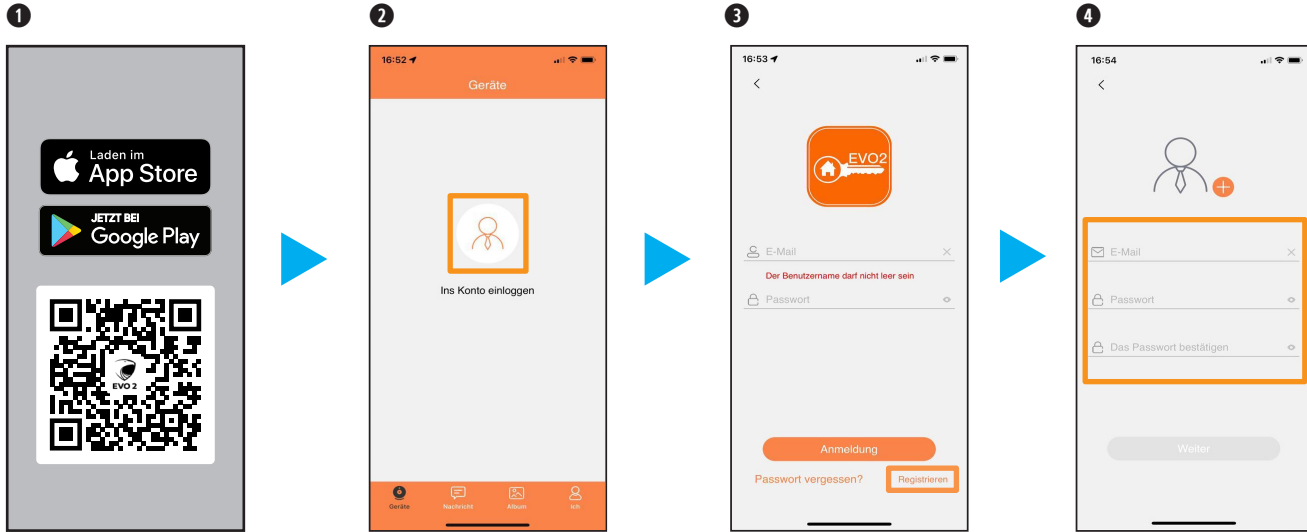 1
Laden im
App Store
JETZT BEI
Google Play
EVO 2
2
16:52
Geräte
Ins Konto einloggen
Geräte
Nachricht
Album
Ich
3
16:53
EVO2
E-Mail
Der Benutzername darf nicht leer sein
Passwort
Anmeldung
Passwort vergessen?
Registrieren
4
16:54
E-Mail
Passwort
Das Passwort bestätigen
Weiter